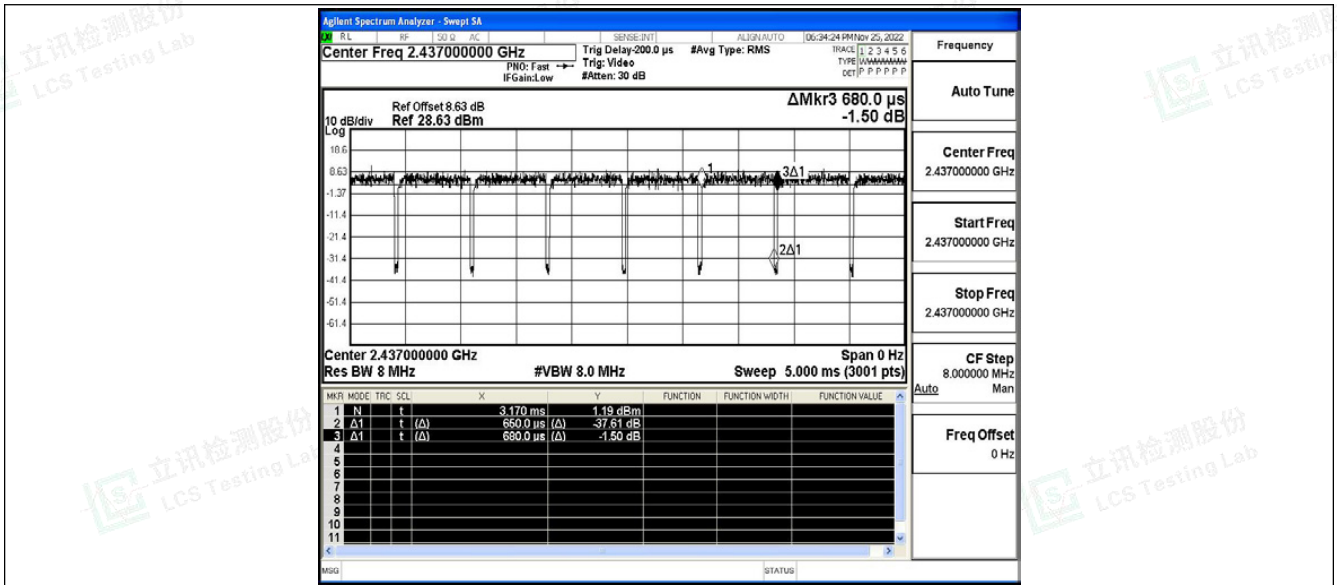 Agilent Spectrum Analyzer - Swept SA
RL RF 50 Ω AC SENSE:INT ALIGNAUTO 06:34:24 PM Nov 25, 2022
Center Freq 2.437000000 GHz
PNO: Fast
IFGain:Low
Trig Delay-200.0 µs
Trig: Video
#Atten: 30 dB
#Avg Type: RMS
TRACE 1 2 3 4 5 6
TYPE WWWWWW
DET P P P P P P
Frequency
Auto Tune
ΔMkr3 680.0 µs
-1.50 dB
Ref Offset 8.63 dB
10 dB/div Ref 28.63 dBm
Log
18.6
8.63
-1.37
-11.4
-21.4
-31.4
-41.4
-51.4
-61.4
1
3Δ1
2Δ1
Center Freq
2.437000000 GHz
Start Freq
2.437000000 GHz
Stop Freq
2.437000000 GHz
CF Step
8.000000 MHz
Auto Man
Freq Offset
0 Hz
Center 2.437000000 GHz Span 0 Hz
Res BW 8 MHz #VBW 8.0 MHz Sweep 5.000 ms (3001 pts)
MKR MODE TRC SCL X Y FUNCTION FUNCTION WIDTH FUNCTION VALUE
1 N t 3.170 ms 1.19 dBm
2 Δ1 t (Δ) 650.0 µs (Δ) -37.61 dB
3 Δ1 t (Δ) 680.0 µs (Δ) -1.50 dB
4
5
6
7
8
9
10
11
MSG STATUS
立讯检测股份
LCS Testing Lab
立讯检测股份
LCS Testing Lab
立讯检测股份
LCS Testing Lab